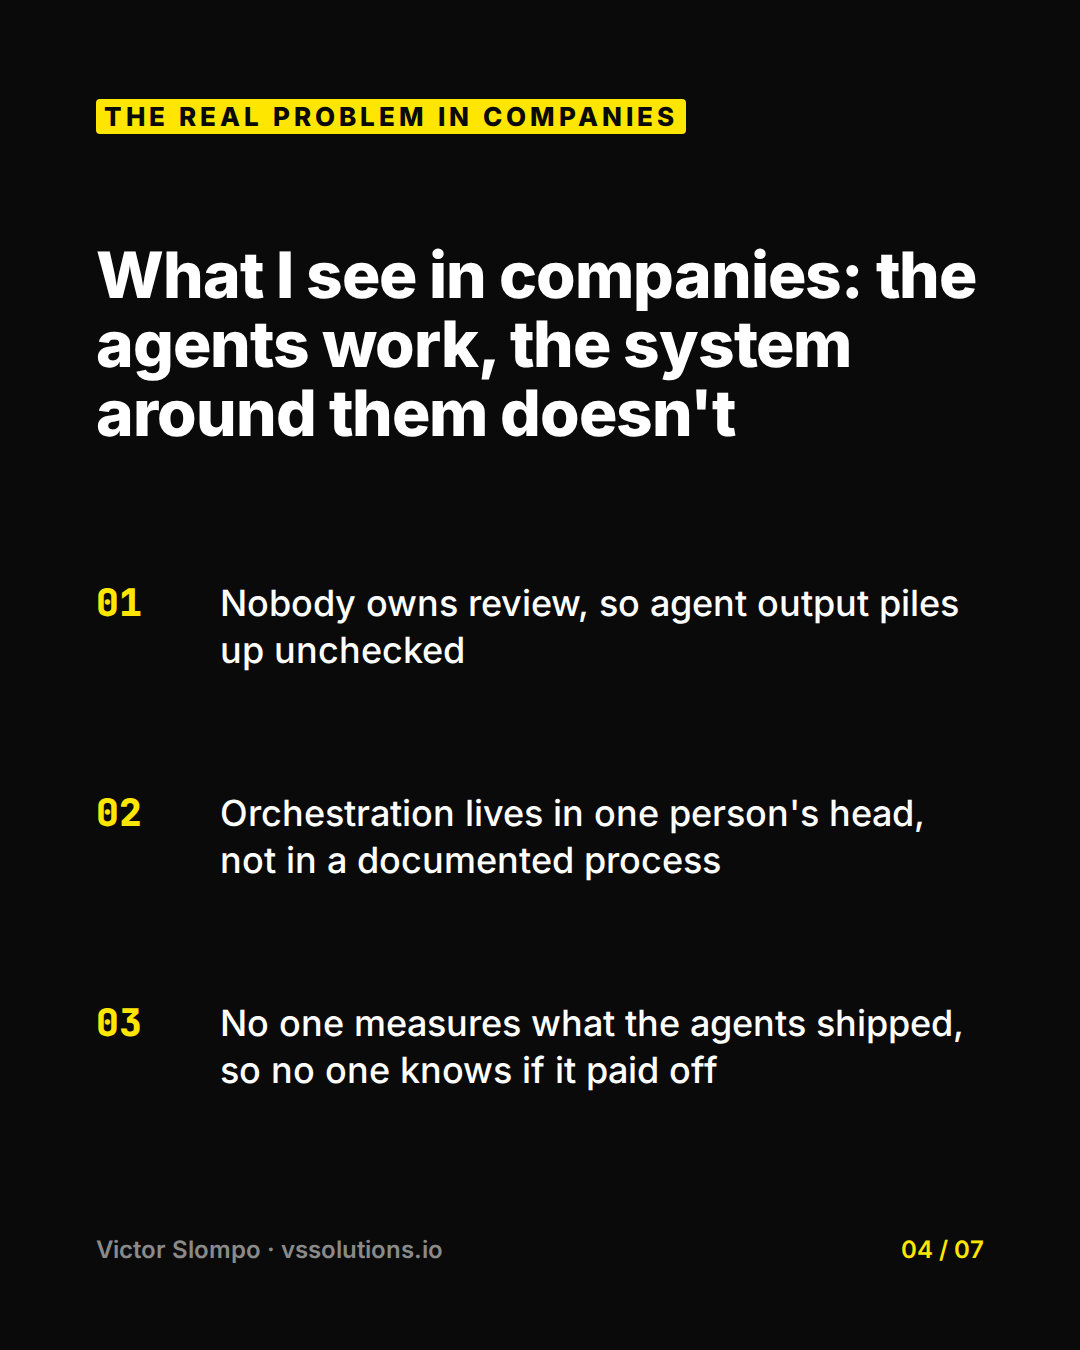 THE REAL PROBLEM IN COMPANIES
What I see in companies: the
agents work, the system
around them doesn't
01 Nobody owns review, so agent output piles
up unchecked
02 Orchestration lives in one person's head,
not in a documented process
03 No one measures what the agents shipped,
so no one knows if it paid off
Victor Slompo · vssolutions.io 04 / 07